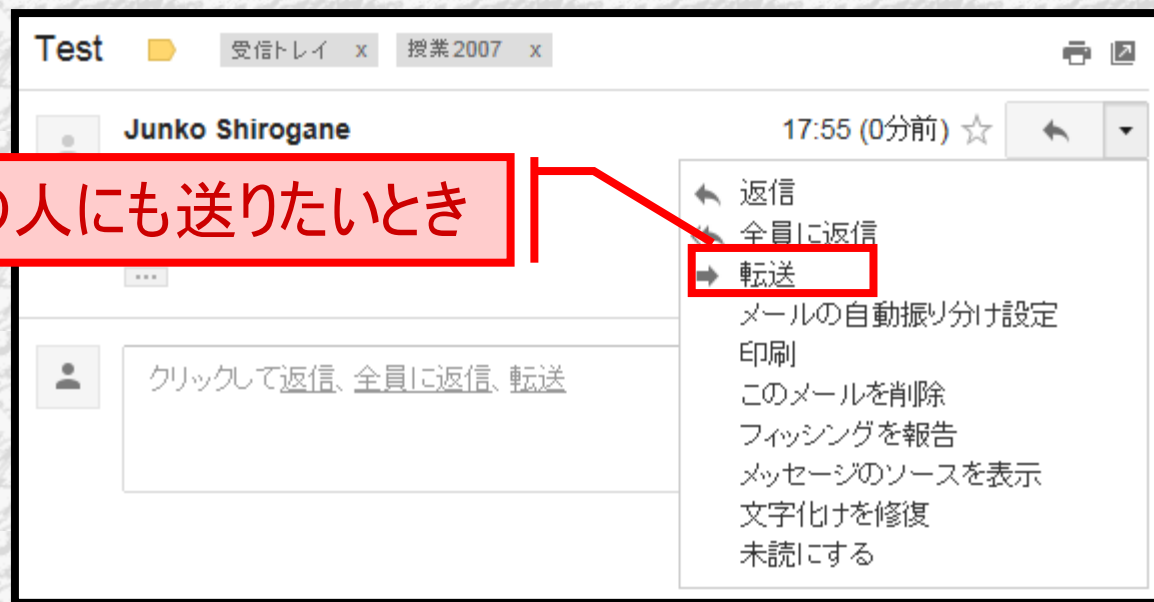 Test 受信トレイ x 授業2007 x
Junko Shirogane 17:55 (0分前)
の人にも送りたいとき
...
返信
全員に返信
転送
メールの自動振り分け設定
印刷
このメールを削除
フィッシングを報告
メッセージのソースを表示
文字化けを修復
未読にする
クリックして返信、全員に返信、転送